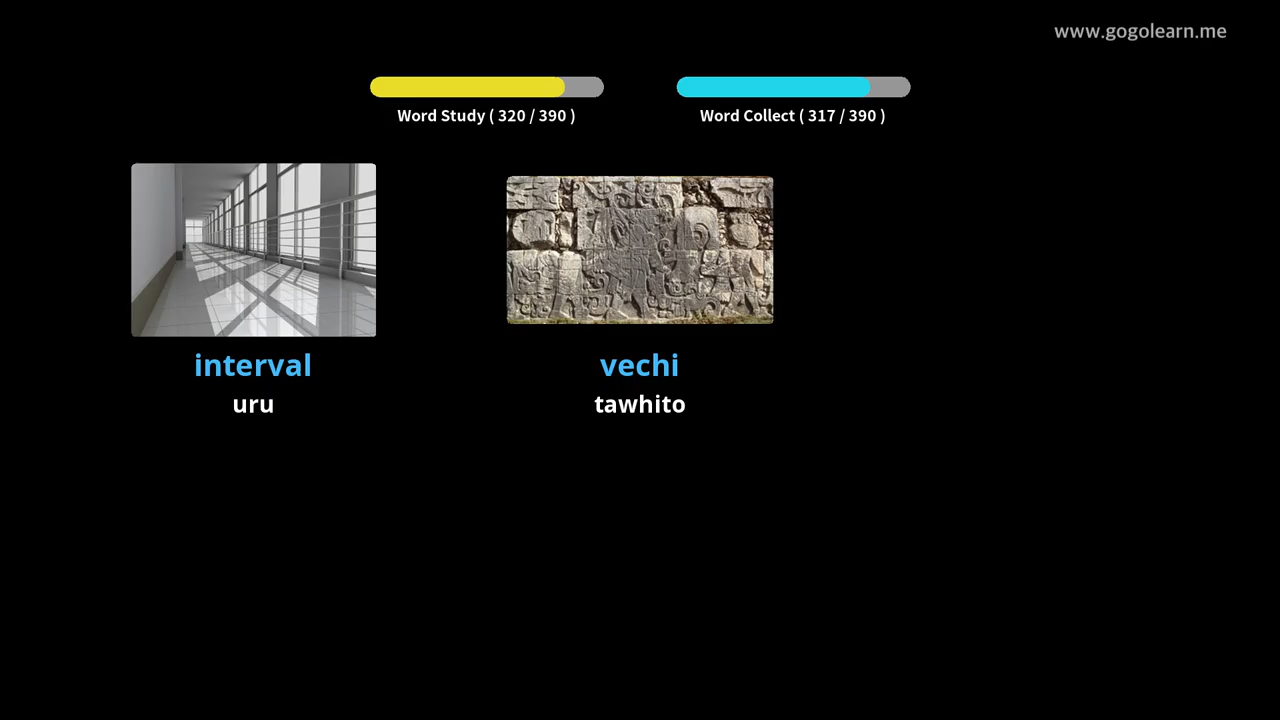 www.gogolearn.me
Word Study ( 320 / 390 )
Word Collect ( 317 / 390 )
interval
uru
vechi
tawhito